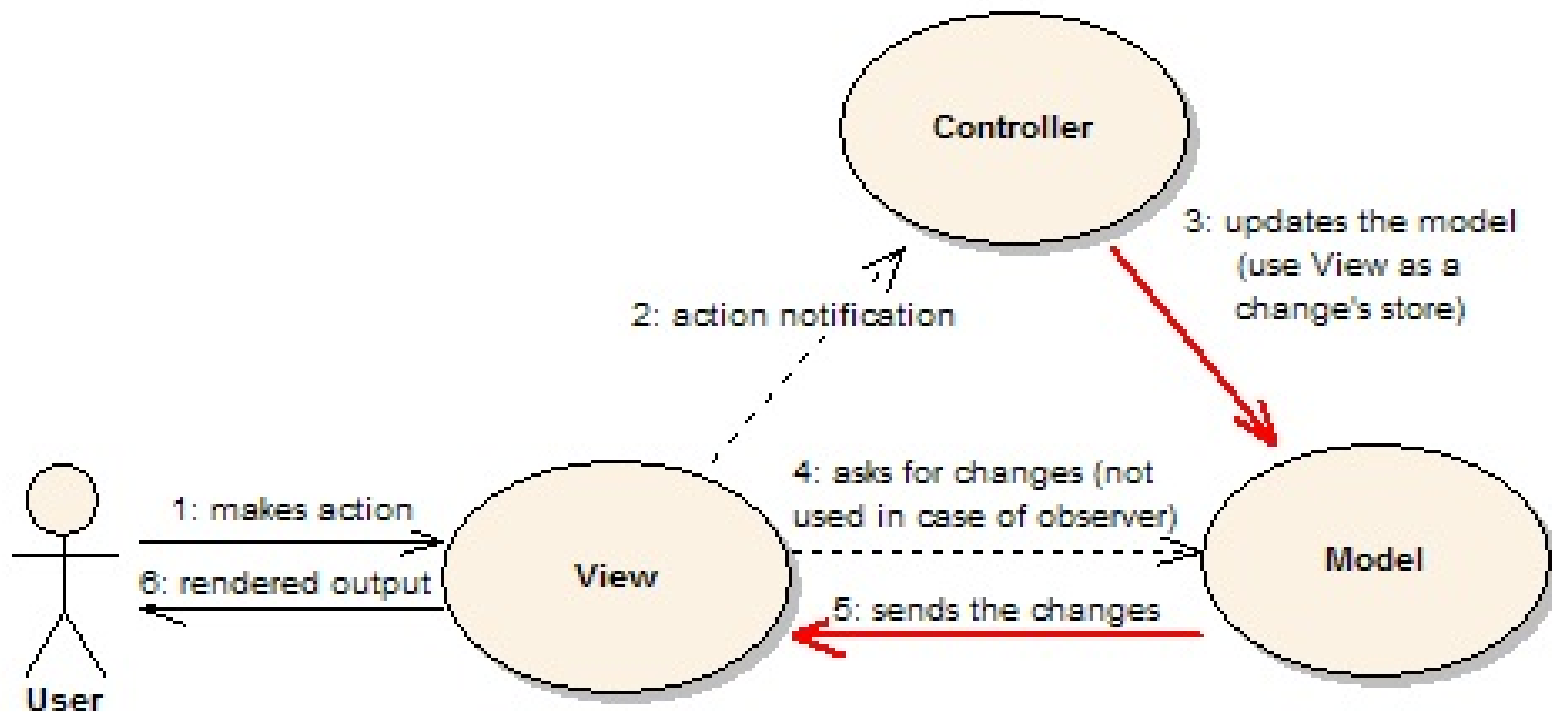 Controller
3: updates the model
(use View as a
change's store)
2: action notification
4: asks for changes (not
used in case of observer)
1: makes action
View
Model
6: rendered output
5: sends the changes
User